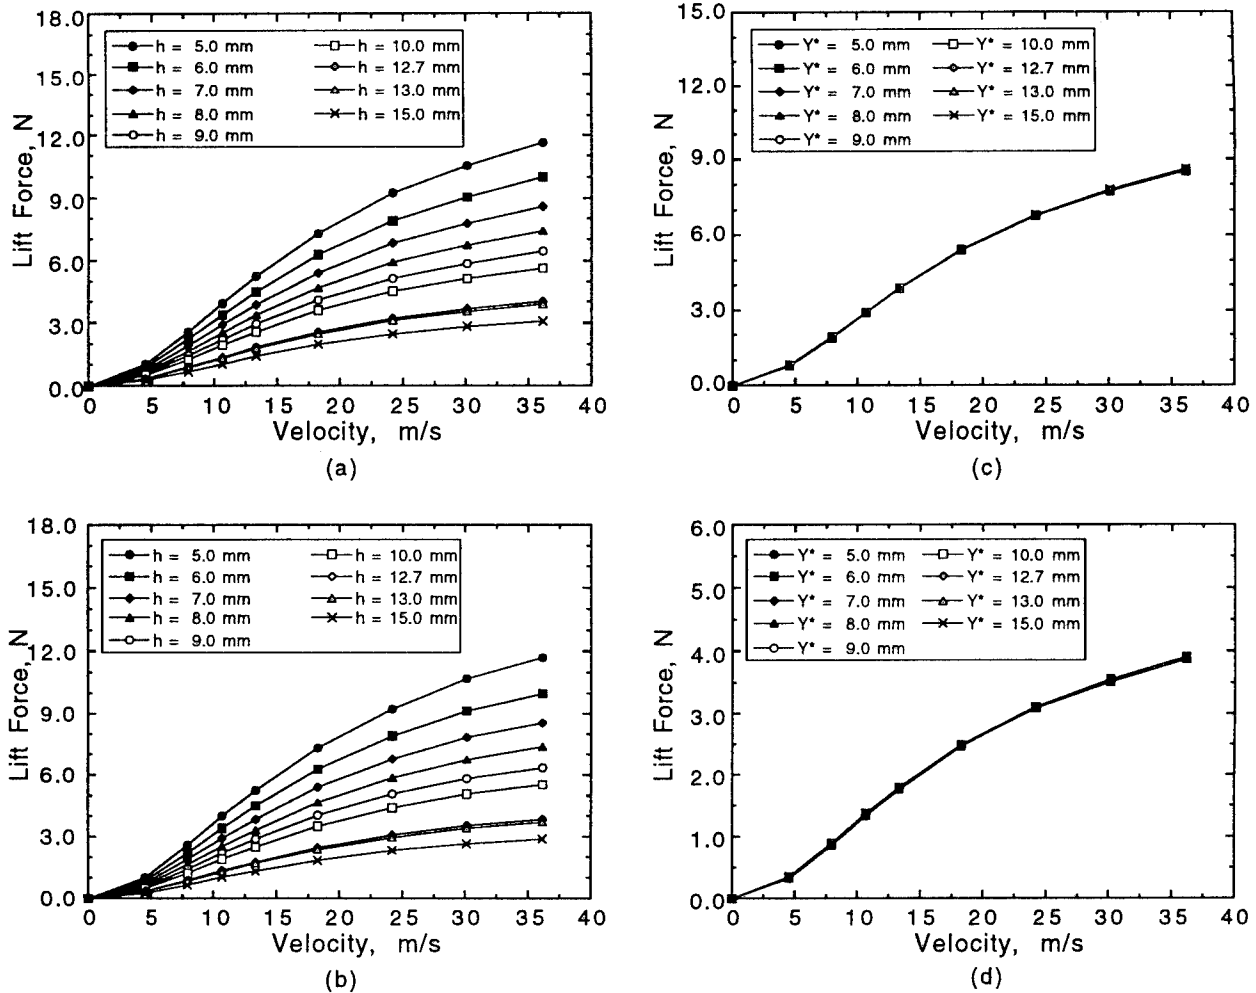 18.0
15.0
12.0
9.0
6.0
3.0
0.0
Lift Force, N
h = 5.0 mm
h = 6.0 mm
h = 7.0 mm
h = 8.0 mm
h = 9.0 mm
h = 10.0 mm
h = 12.7 mm
h = 13.0 mm
h = 15.0 mm
0 5 10 15 20 25 30 35 40
Velocity, m/s
(a)
15.0
12.0
9.0
6.0
3.0
0.0
Lift Force, N
Y* = 5.0 mm
Y* = 6.0 mm
Y* = 7.0 mm
Y* = 8.0 mm
Y* = 9.0 mm
Y* = 10.0 mm
Y* = 12.7 mm
Y* = 13.0 mm
Y* = 15.0 mm
0 5 10 15 20 25 30 35 40
Velocity, m/s
(c)
18.0
15.0
12.0
9.0
6.0
3.0
0.0
Lift Force, N
h = 5.0 mm
h = 6.0 mm
h = 7.0 mm
h = 8.0 mm
h = 9.0 mm
h = 10.0 mm
h = 12.7 mm
h = 13.0 mm
h = 15.0 mm
0 5 10 15 20 25 30 35 40
Velocity, m/s
(b)
6.0
5.0
4.0
3.0
2.0
1.0
0.0
Lift Force, N
Y* = 5.0 mm
Y* = 6.0 mm
Y* = 7.0 mm
Y* = 8.0 mm
Y* = 9.0 mm
Y* = 10.0 mm
Y* = 12.7 mm
Y* = 13.0 mm
Y* = 15.0 mm
0 5 10 15 20 25 30 35 40
Velocity, m/s
(d)